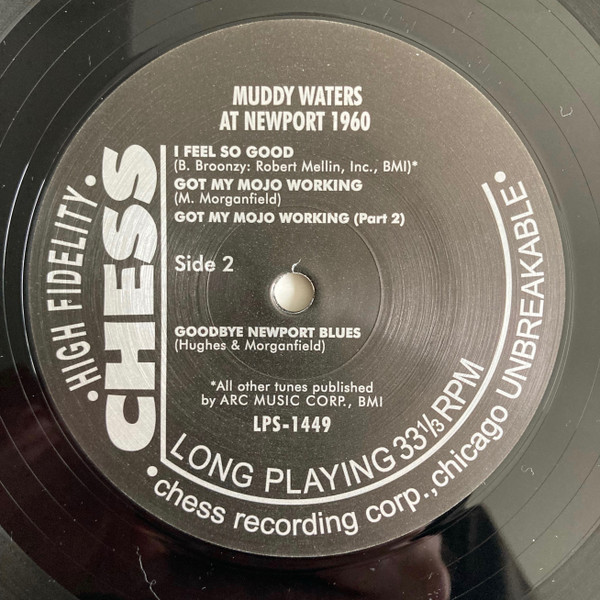 MUDDY WATERS
AT NEWPORT 1960
I FEEL SO GOOD
(B. Broonzy: Robert Mellin, Inc., BMI)*
GOT MY MOJO WORKING
(M. Morganfield)
GOT MY MOJO WORKING (Part 2)
Side 2
GOODBYE NEWPORT BLUES
(Hughes & Morganfield)
*All other tunes published
by ARC MUSIC CORP., BMI
LPS-1449
• HIGH FIDELITY •
CHESS
LONG PLAYING 33 1/3 RPM
• chess recording corp., chicago UNBREAKABLE •